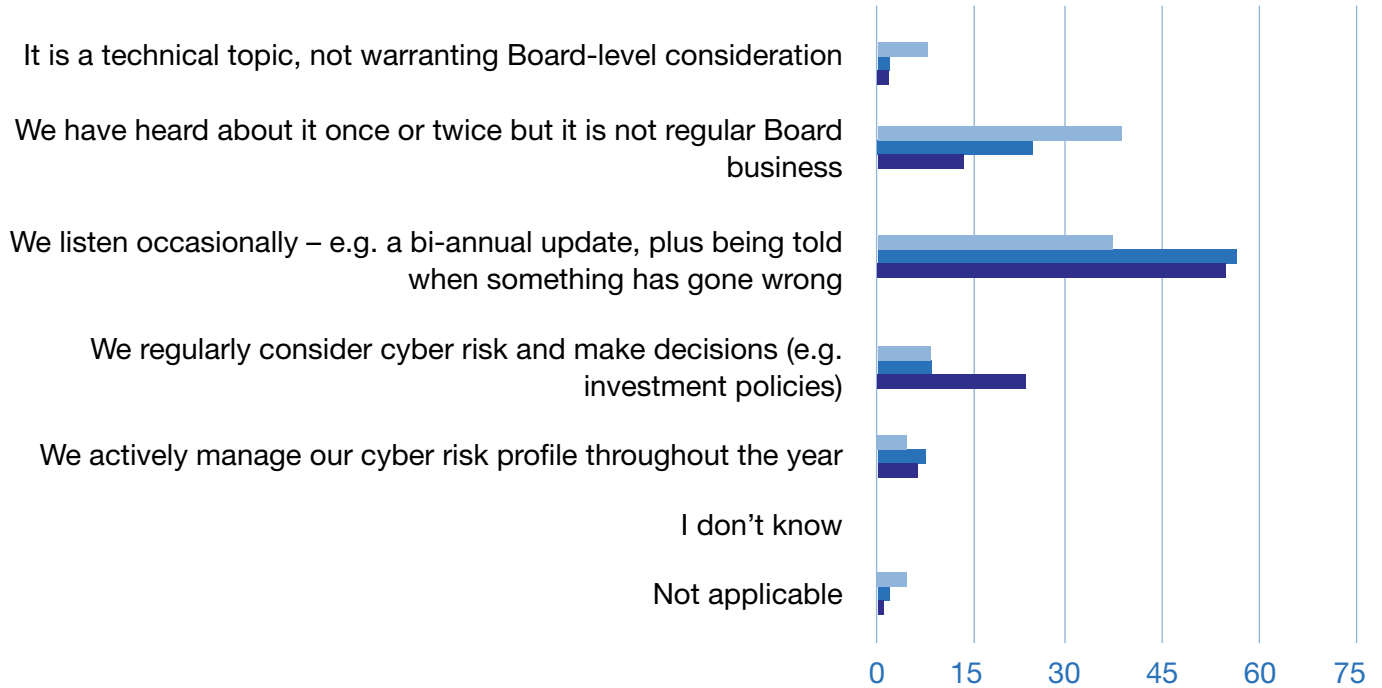 It is a technical topic, not warranting Board-level consideration
We have heard about it once or twice but it is not regular Board
business
We listen occasionally – e.g. a bi-annual update, plus being told
when something has gone wrong
We regularly consider cyber risk and make decisions (e.g.
investment policies)
We actively manage our cyber risk profile throughout the year
I don’t know
Not applicable
0 15 30 45 60 75